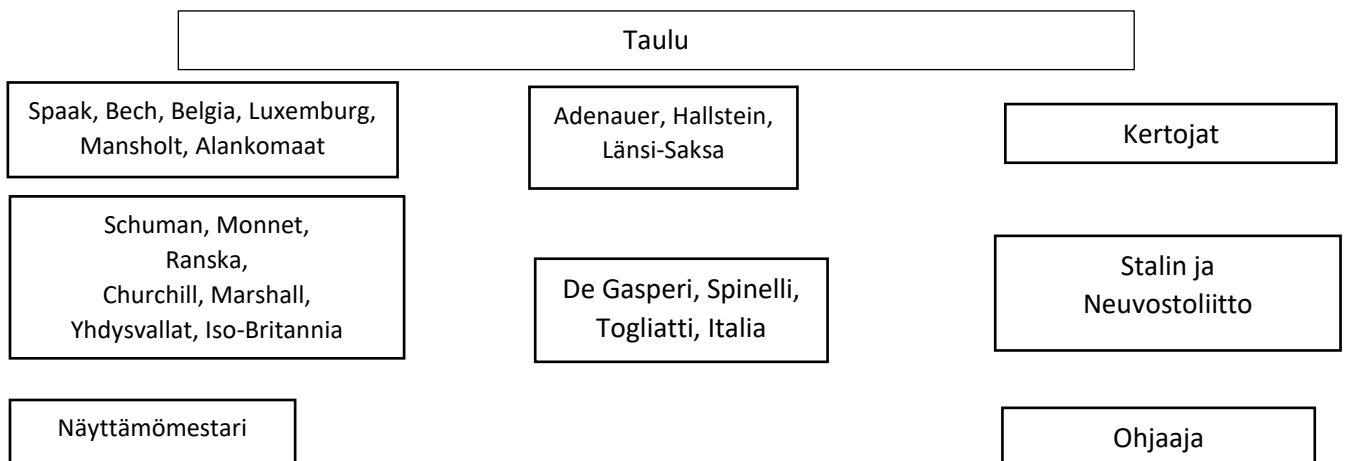 Taulu
Spaak, Bech, Belgia, Luxemburg,
Mansholt, Alankomaat
Adenauer, Hallstein,
Länsi-Saksa
Kertojat
Schuman, Monnet,
Ranska,
Churchill, Marshall,
Yhdysvallat, Iso-Britannia
De Gasperi, Spinelli,
Togliatti, Italia
Stalin ja
Neuvostoliitto
Näyttämömestari
Ohjaaja